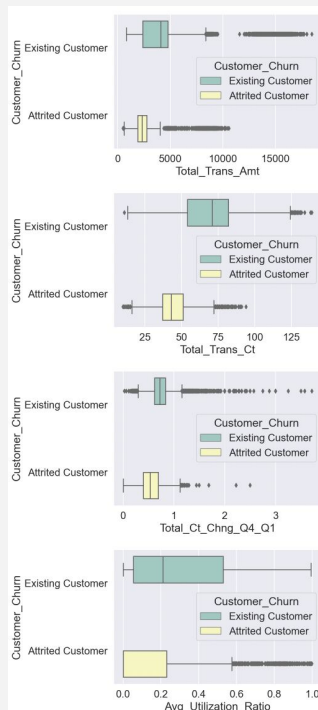 Customer_Churn
Existing Customer
Attrited Customer
Customer_Churn
Existing Customer
Attrited Customer
0 5000 10000 15000
Total_Trans_Amt
Customer_Churn
Existing Customer
Attrited Customer
Customer_Churn
Existing Customer
Attrited Customer
25 50 75 100 125
Total_Trans_Ct
Customer_Churn
Existing Customer
Attrited Customer
Customer_Churn
Existing Customer
Attrited Customer
0 1 2 3
Total_Ct_Chng_Q4_Q1
Customer_Churn
Existing Customer
Attrited Customer
Customer_Churn
Existing Customer
Attrited Customer
0.0 0.2 0.4 0.6 0.8 1.0
Avg_Utilization_Ratio